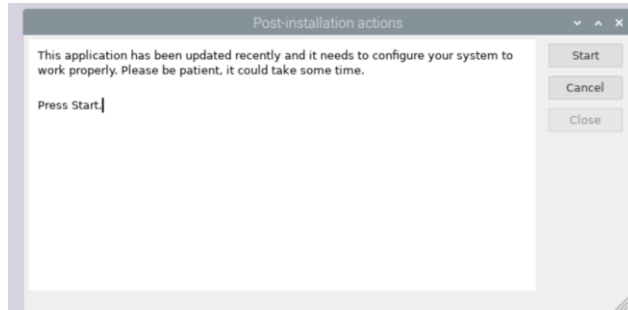 Post-installation actions
This application has been updated recently and it needs to configure your system to
work properly. Please be patient, it could take some time.
Press Start.
Start
Cancel
Close